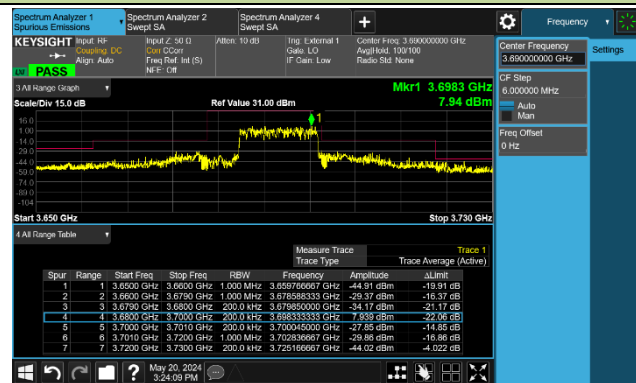 Spectrum Analyzer 1
Spurious Emissions
Spectrum Analyzer 2
Swept SA
Spectrum Analyzer 4
Swept SA
Frequency
KEYSIGHT
Input: RF
Coupling: DC
Align: Auto
Input Z: 50 Ω
Corr CCorr
Freq Ref: Int (S)
NFE: Off
Atten: 10 dB
Trig: External 1
Gate: LO
IF Gain: Low
Center Freq: 3.690000000 GHz
Avg|Hold: 100/100
Radio Std: None
PASS
Center Frequency
3.690000000 GHz
Settings
CF Step
6.000000 MHz
Auto
Man
Freq Offset
0 Hz
3 All Range Graph
Mkr1 3.6983 GHz
Scale/Div 15.0 dB
Ref Value 31.00 dBm
7.94 dBm
16.0
1.00
-14.0
-29.0
-44.0
-59.0
-74.0
-89.0
-104
1
Start 3.650 GHz
Stop 3.730 GHz
4 All Range Table
Measure Trace
Trace 1
Trace Type
Trace Average (Active)
Spur Range Start Freq Stop Freq RBW Frequency Amplitude ΔLimit
1 1 3.6500 GHz 3.6600 GHz 1.000 MHz 3.659766667 GHz -44.91 dBm -19.91 dB
2 2 3.6600 GHz 3.6790 GHz 1.000 MHz 3.678588333 GHz -29.37 dBm -16.37 dB
3 3 3.6790 GHz 3.6800 GHz 200.0 kHz 3.679850000 GHz -34.17 dBm -21.17 dB
4 4 3.6800 GHz 3.7000 GHz 200.0 kHz 3.698333333 GHz 7.939 dBm -22.06 dB
5 5 3.7000 GHz 3.7010 GHz 200.0 kHz 3.700045000 GHz -27.85 dBm -14.85 dB
6 6 3.7010 GHz 3.7200 GHz 1.000 MHz 3.702836667 GHz -29.86 dBm -16.86 dB
7 7 3.7200 GHz 3.7300 GHz 200.0 kHz 3.725166667 GHz -44.02 dBm -4.022 dB
May 20, 2024
3:24:09 PM